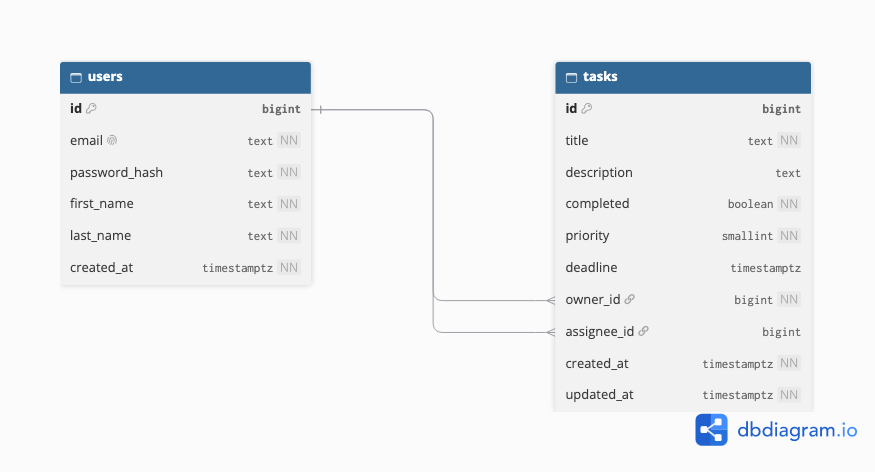 users
id bigint
email text NN
password_hash text NN
first_name text NN
last_name text NN
created_at timestamptz NN
tasks
id bigint
title text NN
description text
completed boolean NN
priority smallint NN
deadline timestamptz
owner_id bigint NN
assignee_id bigint
created_at timestamptz NN
updated_at timestamptz NN
dbdiagram.io